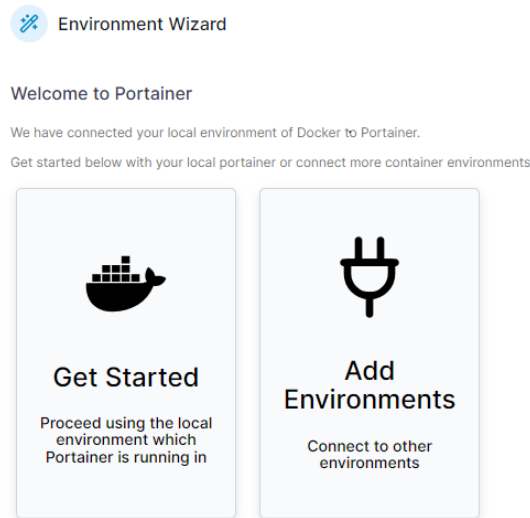 Environment Wizard
Welcome to Portainer
We have connected your local environment of Docker to Portainer.
Get started below with your local portainer or connect more container environments
Get Started
Proceed using the local
environment which
Portainer is running in
Add
Environments
Connect to other
environments